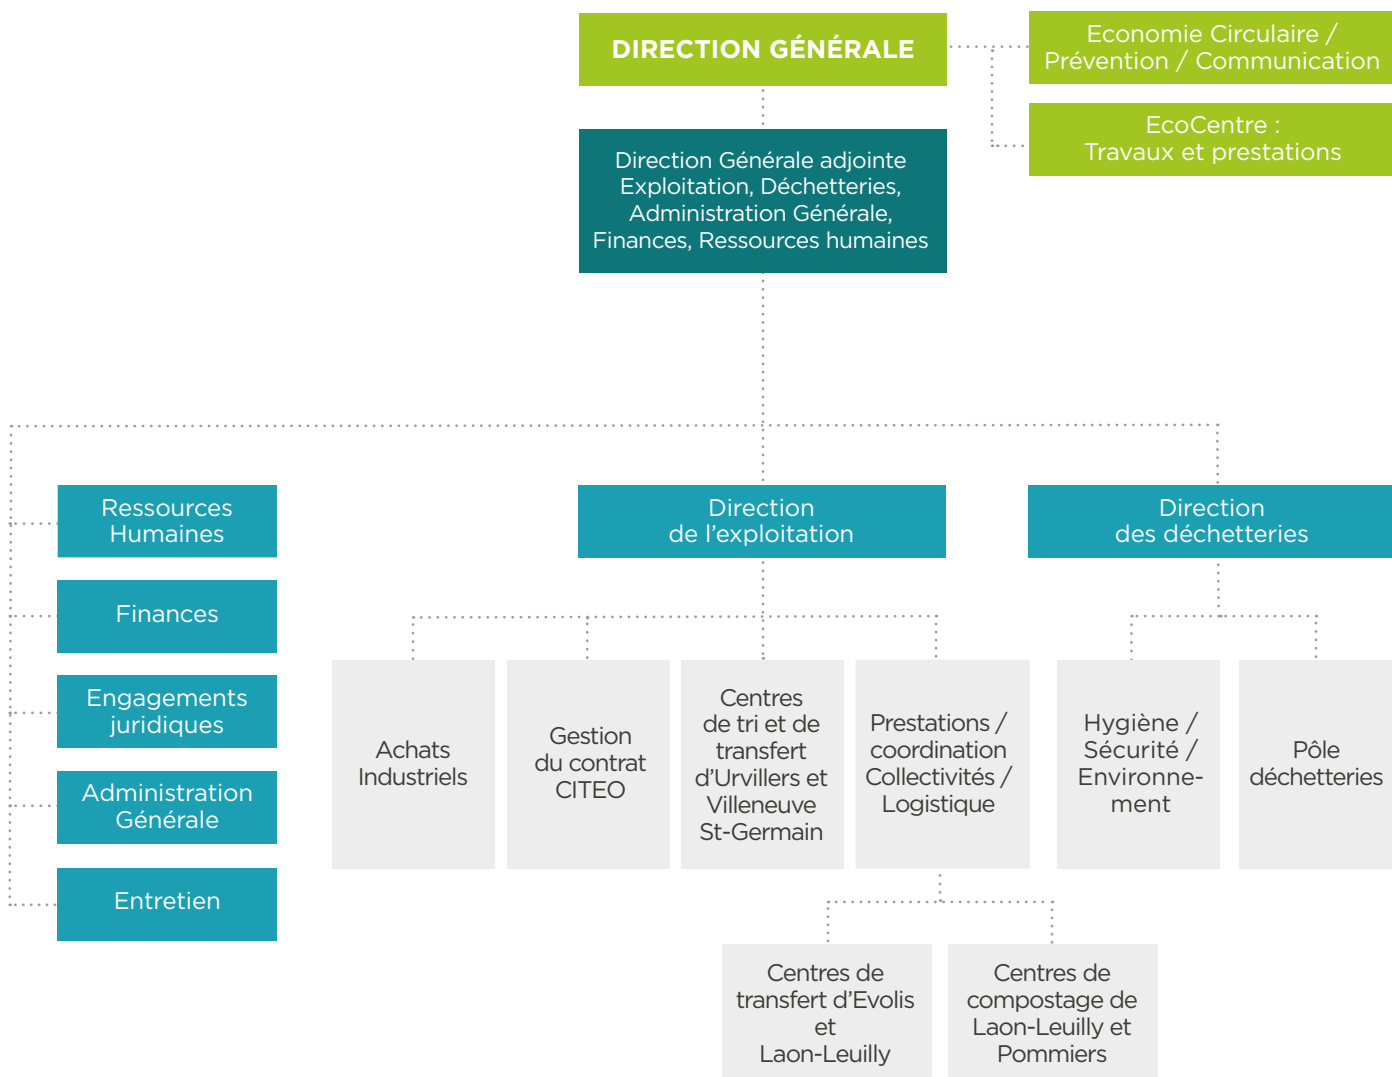 DIRECTION GÉNÉRALE
Economie Circulaire /
Prévention / Communication
EcoCentre :
Travaux et prestations
Direction Générale adjointe
Exploitation, Déchetteries,
Administration Générale,
Finances, Ressources humaines
Ressources
Humaines
Finances
Engagements
juridiques
Administration
Générale
Entretien
Direction
de l’exploitation
Direction
des déchetteries
Achats
Industriels
Gestion
du contrat
CITEO
Centres
de tri et de
transfert
d’Urvillers et
Villeneuve
St-Germain
Prestations /
coordination
Collectivités /
Logistique
Hygiène /
Sécurité /
Environne-
ment
Pôle
déchetteries
Centres de
transfert d’Evolis
et
Laon-Leuilly
Centres de
compostage de
Laon-Leuilly et
Pommiers